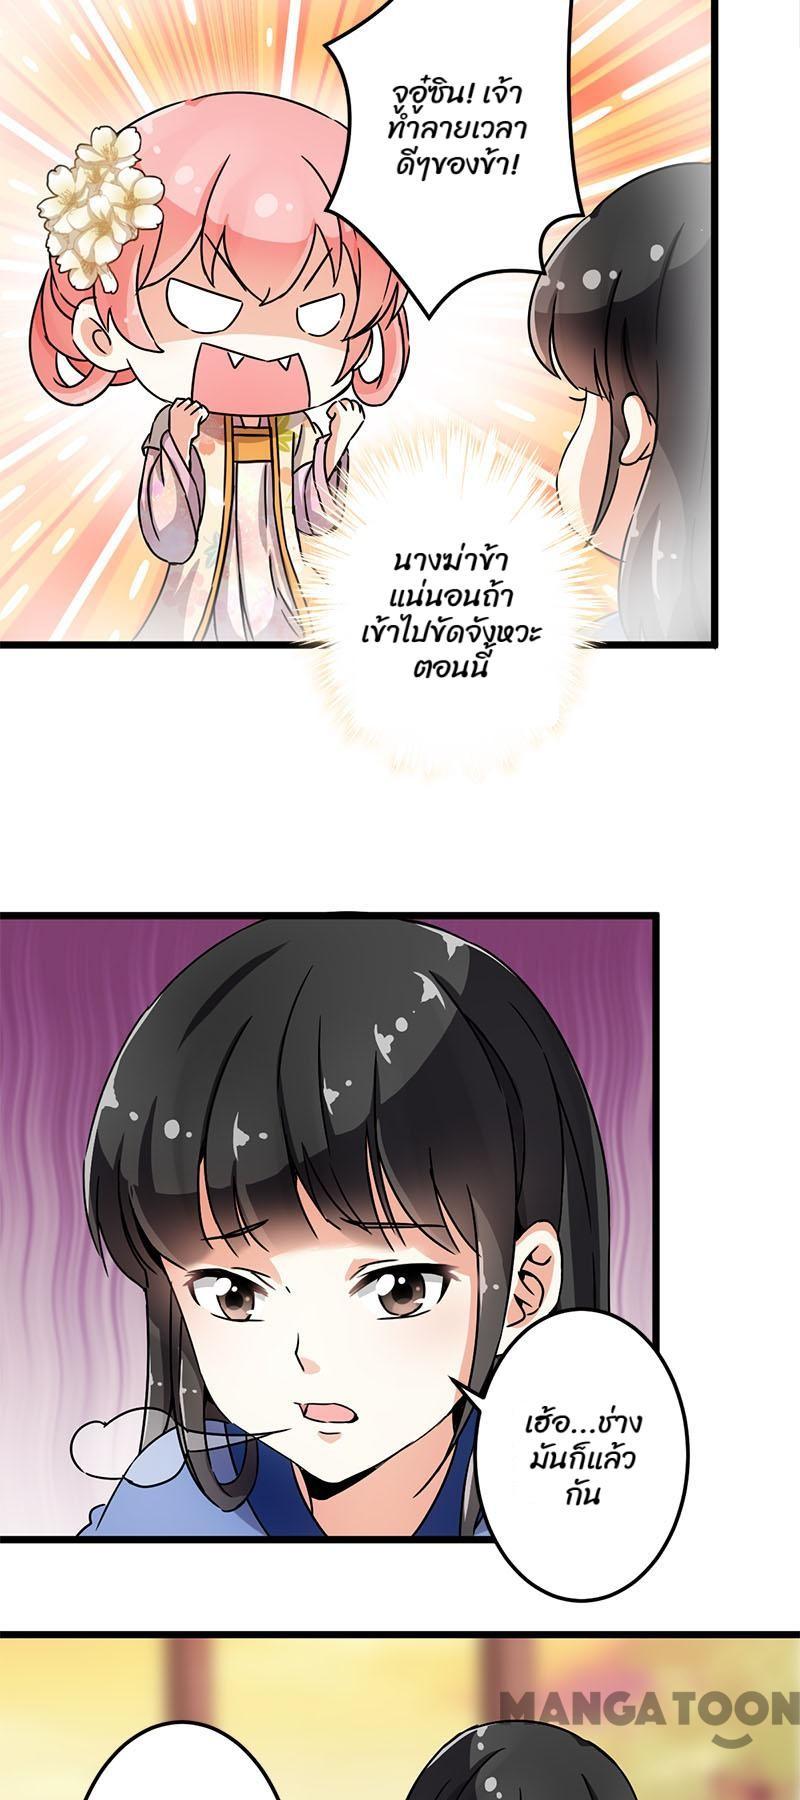 จูอู๋ซิน! เจ้า
ทำลายเวลา
ดีๆของข้า!
นางฆ่าข้า
แน่นอนถ้า
เข้าไปขัดจังหวะ
ตอนนี้
เฮ้อ...ช่าง
มันก็แล้ว
กัน
MANGATOON